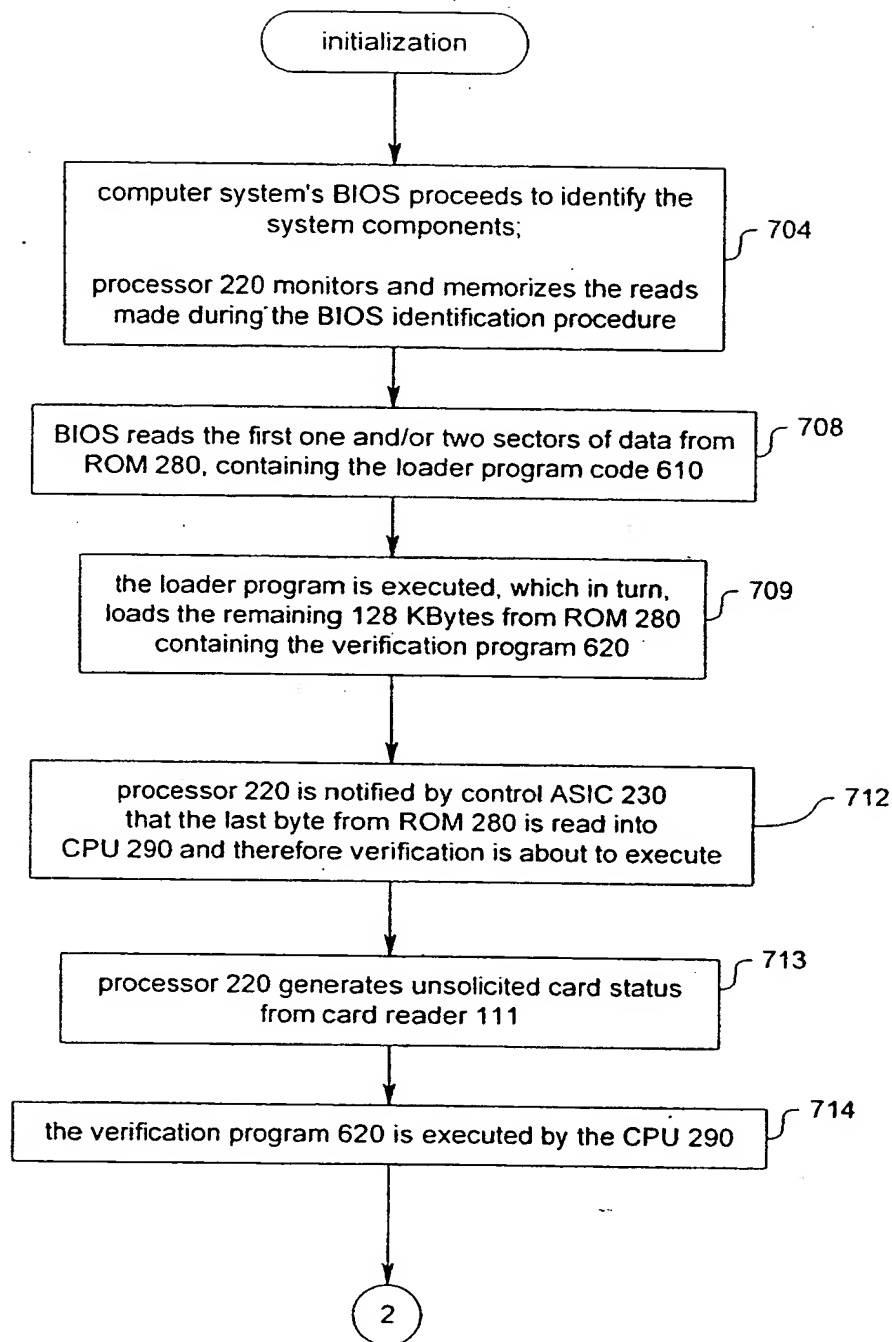 initialization
computer system's BIOS proceeds to identify the
system components;
704
processor 220 monitors and memorizes the reads
made during the BIOS identification procedure
BIOS reads the first one and/or two sectors of data from
ROM 280, containing the loader program code 610
708
the loader program is executed, which in turn,
loads the remaining 128 KBytes from ROM 280
containing the verification program 620
709
processor 220 is notified by control ASIC 230
that the last byte from ROM 280 is read into
CPU 290 and therefore verification is about to execute
712
processor 220 generates unsolicited card status
from card reader 111
713
the verification program 620 is executed by the CPU 290
714
2